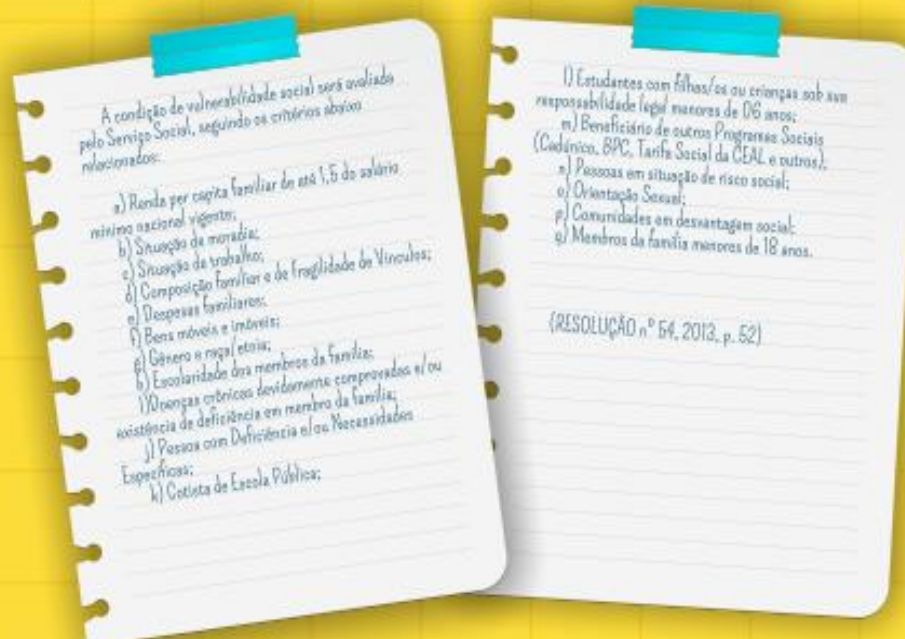 A condição de vulnerabilidade social será avaliada
pelo Serviço Social, seguindo os critérios abaixo
relacionados:
a) Renda per capita familiar de até 1,5 do salário
mínimo nacional vigente;
b) Situação de moradia;
c) Situação de trabalho;
d) Composição familiar e de Fragilidade de Vínculos;
e) Despesas familiares;
f) Bens móveis e imóveis;
g) Gênero e raça/etnia;
h) Escolaridade dos membros da família;
i)Doenças crônicas devidamente comprovadas e/ou
existência de deficiência em membro da família;
j) Pessoa com Deficiência e/ou Necessidades
Específicas;
k) Cotista de Escola Pública;
l) Estudantes com filhas/os ou crianças sob sua
responsabilidade legal menores de 06 anos;
m) Beneficiário de outros Programas Sociais
(Cadúnico, BPC, Tarifa Social da CEAL e outros);
n) Pessoas em situação de risco social;
o) Orientação Sexual;
p) Comunidades em desvantagem social;
q) Membros da família menores de 18 anos.
(RESOLUÇÃO nº 54, 2013, p. 52)